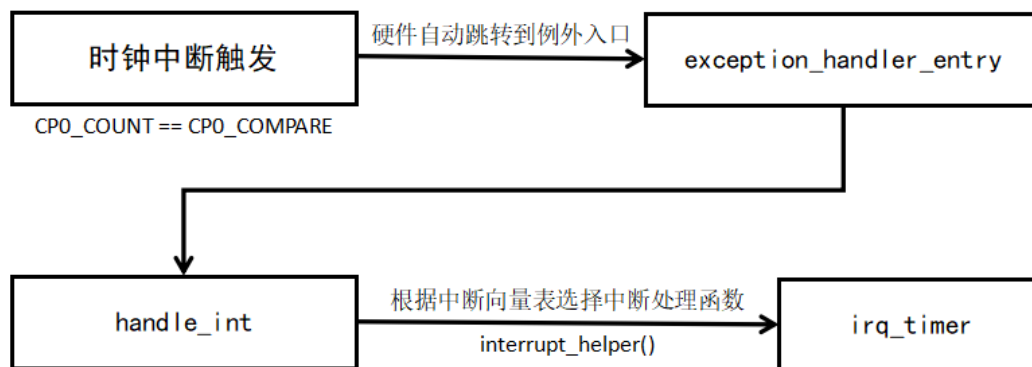 时钟中断触发
硬件自动跳转到例外入口
exception_handler_entry
CP0_COUNT == CP0_COMPARE
handle_int
根据中断向量表选择中断处理函数
interrupt_helper()
irq_timer